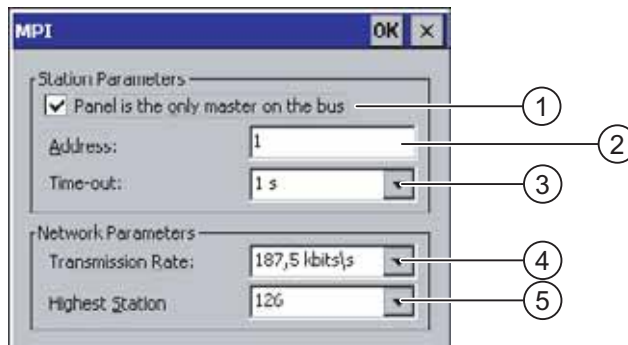 MPI OK ×
Station Parameters
Panel is the only master on the bus 1
Address: 1 2
Time-out: 1 s 3
Network Parameters
Transmission Rate: 187,5 kbits\s 4
Highest Station 126 5